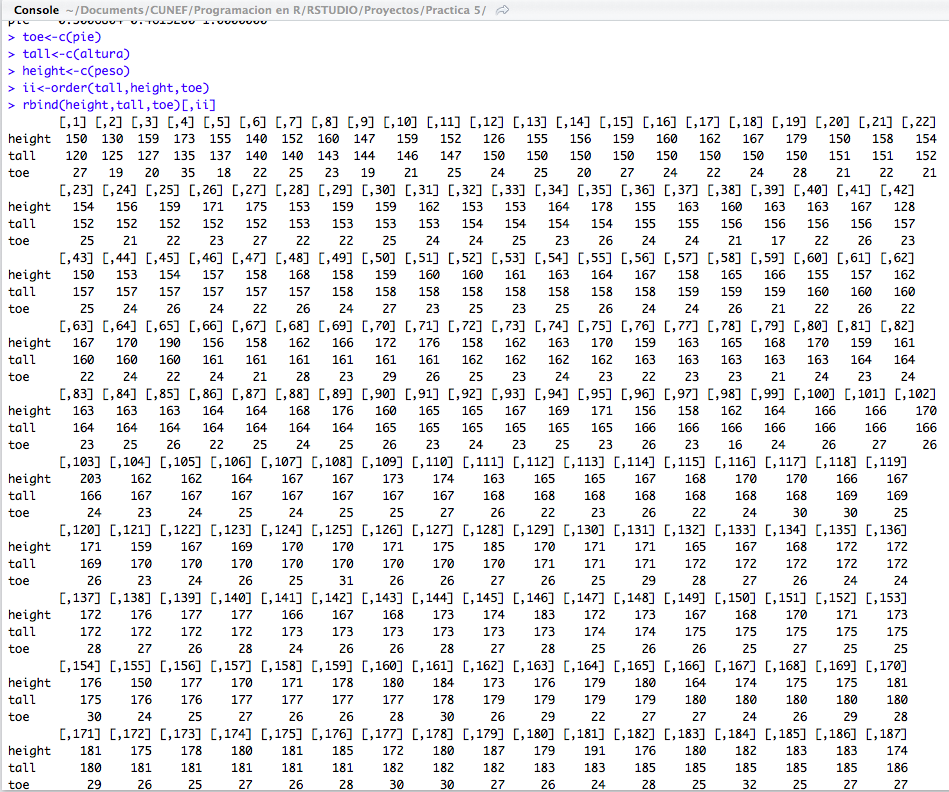 Console ~/Documents/CUNEF/Programacion en R/RSTUDIO/Proyectos/Practica 5/
> toe<-c(pie)
> tall<-c(altura)
> height<-c(peso)
> ii<-order(tall,height,toe)
> rbind(height,tall,toe)[,ii]
[,1] [,2] [,3] [,4] [,5] [,6] [,7] [,8] [,9] [,10] [,11] [,12] [,13] [,14] [,15] [,16] [,17] [,18] [,19] [,20] [,21] [,22]
height 150 130 159 173 155 140 152 160 147 159 152 126 155 156 159 160 162 167 179 150 158 154
tall 120 125 127 135 137 140 140 143 144 146 147 150 150 150 150 150 150 150 150 151 151 152
toe 27 19 20 35 18 22 25 23 19 21 25 24 25 20 27 24 22 24 28 21 22 21
[,23] [,24] [,25] [,26] [,27] [,28] [,29] [,30] [,31] [,32] [,33] [,34] [,35] [,36] [,37] [,38] [,39] [,40] [,41] [,42]
height 154 156 159 171 175 153 159 159 162 153 153 164 178 155 163 160 163 163 167 128
tall 152 152 152 152 152 153 153 153 153 154 154 154 154 155 155 156 156 156 156 157
toe 25 21 22 23 27 22 22 25 24 24 25 23 26 24 24 21 17 22 26 23
[,43] [,44] [,45] [,46] [,47] [,48] [,49] [,50] [,51] [,52] [,53] [,54] [,55] [,56] [,57] [,58] [,59] [,60] [,61] [,62]
height 150 153 154 157 158 168 158 159 160 160 161 163 164 167 158 165 166 155 157 162
tall 157 157 157 157 157 157 158 158 158 158 158 158 158 158 159 159 159 160 160 160
toe 25 24 26 24 22 26 24 27 23 25 23 25 26 24 24 26 21 22 26 22
[,63] [,64] [,65] [,66] [,67] [,68] [,69] [,70] [,71] [,72] [,73] [,74] [,75] [,76] [,77] [,78] [,79] [,80] [,81] [,82]
height 167 170 190 156 158 162 166 172 176 158 162 163 170 159 163 165 168 170 159 161
tall 160 160 160 161 161 161 161 161 161 162 162 162 162 163 163 163 163 163 164 164
toe 22 24 22 24 21 28 23 29 26 25 23 24 23 22 23 23 21 24 23 24
[,83] [,84] [,85] [,86] [,87] [,88] [,89] [,90] [,91] [,92] [,93] [,94] [,95] [,96] [,97] [,98] [,99] [,100] [,101] [,102]
height 163 163 163 164 164 168 176 160 165 165 167 169 171 156 158 162 164 166 166 170
tall 164 164 164 164 164 164 164 165 165 165 165 165 165 166 166 166 166 166 166 166
toe 23 25 26 22 25 24 25 26 23 24 23 25 23 26 23 16 24 26 27 26
[,103] [,104] [,105] [,106] [,107] [,108] [,109] [,110] [,111] [,112] [,113] [,114] [,115] [,116] [,117] [,118] [,119]
height 203 162 162 164 167 167 173 174 163 165 165 167 168 170 170 166 167
tall 166 167 167 167 167 167 167 167 168 168 168 168 168 168 168 169 169
toe 24 23 24 25 24 25 25 27 26 22 23 26 22 24 30 30 25
[,120] [,121] [,122] [,123] [,124] [,125] [,126] [,127] [,128] [,129] [,130] [,131] [,132] [,133] [,134] [,135] [,136]
height 171 159 167 169 170 170 171 175 185 170 171 171 165 167 168 172 172
tall 169 170 170 170 170 170 170 170 170 171 171 171 172 172 172 172 172
toe 26 23 24 26 25 31 26 26 27 26 25 29 28 27 26 24 24
[,137] [,138] [,139] [,140] [,141] [,142] [,143] [,144] [,145] [,146] [,147] [,148] [,149] [,150] [,151] [,152] [,153]
height 172 176 177 177 166 167 168 173 174 183 172 173 167 168 170 171 173
tall 172 172 172 172 173 173 173 173 173 173 174 174 175 175 175 175 175
toe 28 27 26 28 24 26 26 28 27 28 25 26 26 25 27 25 25
[,154] [,155] [,156] [,157] [,158] [,159] [,160] [,161] [,162] [,163] [,164] [,165] [,166] [,167] [,168] [,169] [,170]
height 176 150 177 170 171 178 180 184 173 176 179 180 164 174 175 175 181
tall 175 176 176 177 177 177 177 178 179 179 179 179 180 180 180 180 180
toe 30 24 25 27 26 26 28 30 26 29 22 27 27 24 26 29 28
[,171] [,172] [,173] [,174] [,175] [,176] [,177] [,178] [,179] [,180] [,181] [,182] [,183] [,184] [,185] [,186] [,187]
height 181 175 178 180 181 185 172 180 187 179 191 176 180 182 183 183 174
tall 180 181 181 181 181 181 182 182 182 183 183 185 185 185 185 185 186
toe 29 26 25 27 26 28 30 30 27 26 24 28 25 32 25 27 27